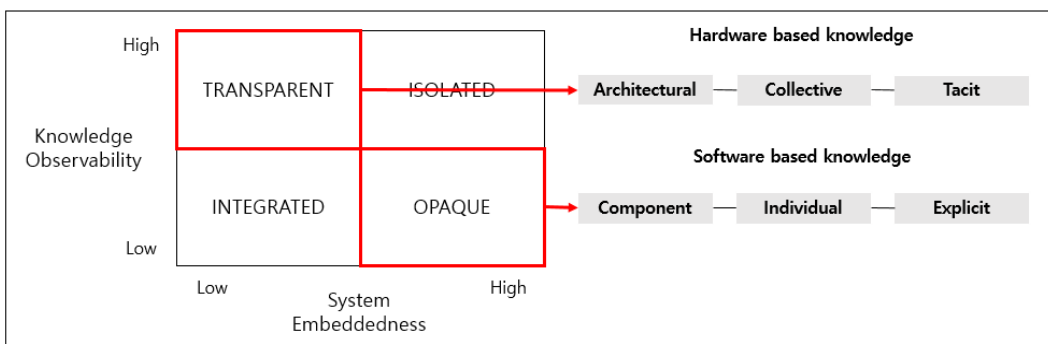 High
TRANSPARENT
ISOLATED
Knowledge
Observability
INTEGRATED
OPAQUE
Low
Low
High
System
Embeddedness
Hardware based knowledge
Architectural
Collective
Tacit
Software based knowledge
Component
Individual
Explicit